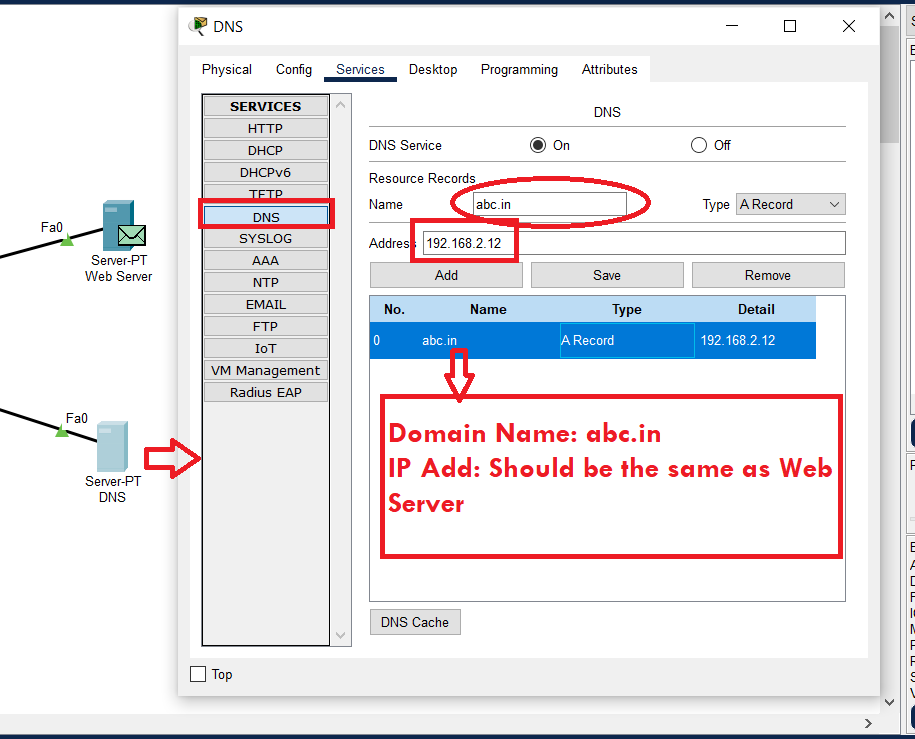 DNS
Physical Config Services Desktop Programming Attributes
SERVICES
HTTP
DHCP
DHCPv6
TFTP
DNS
SYSLOG
AAA
NTP
EMAIL
FTP
IoT
VM Management
Radius EAP
DNS
DNS Service On Off
Resource Records
Name abc.in Type A Record
Address 192.168.2.12
Add Save Remove
No. Name Type Detail
0 abc.in A Record 192.168.2.12
Domain Name: abc.in
IP Add: Should be the same as Web
Server
DNS Cache
Top
Fa0
Server-PT
Web Server
Fa0
Server-PT
DNS